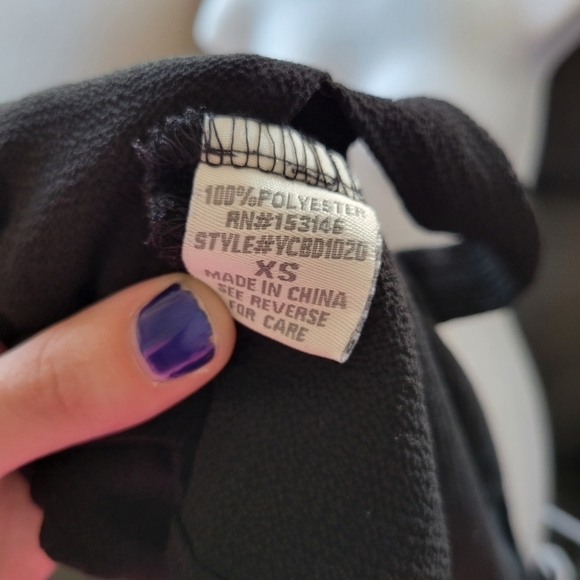 100%POLYESTER
RN#153146
STYLE#YCBD1020
XS
MADE IN CHINA
SEE REVERSE
FOR CARE